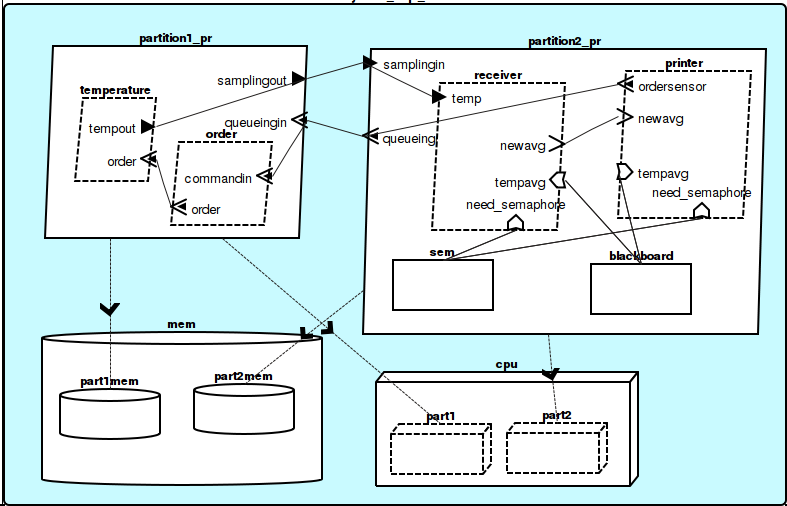 partition1_pr
partition2_pr
samplingout
samplingin
receiver
printer
temperature
temp
ordersensor
tempout
queueingin
order
newavg
order
queueing
newavg
commandin
tempavg
tempavg
order
need_semaphore
need_semaphore
sem
blackboard
mem
cpu
part1mem
part2mem
part1
part2